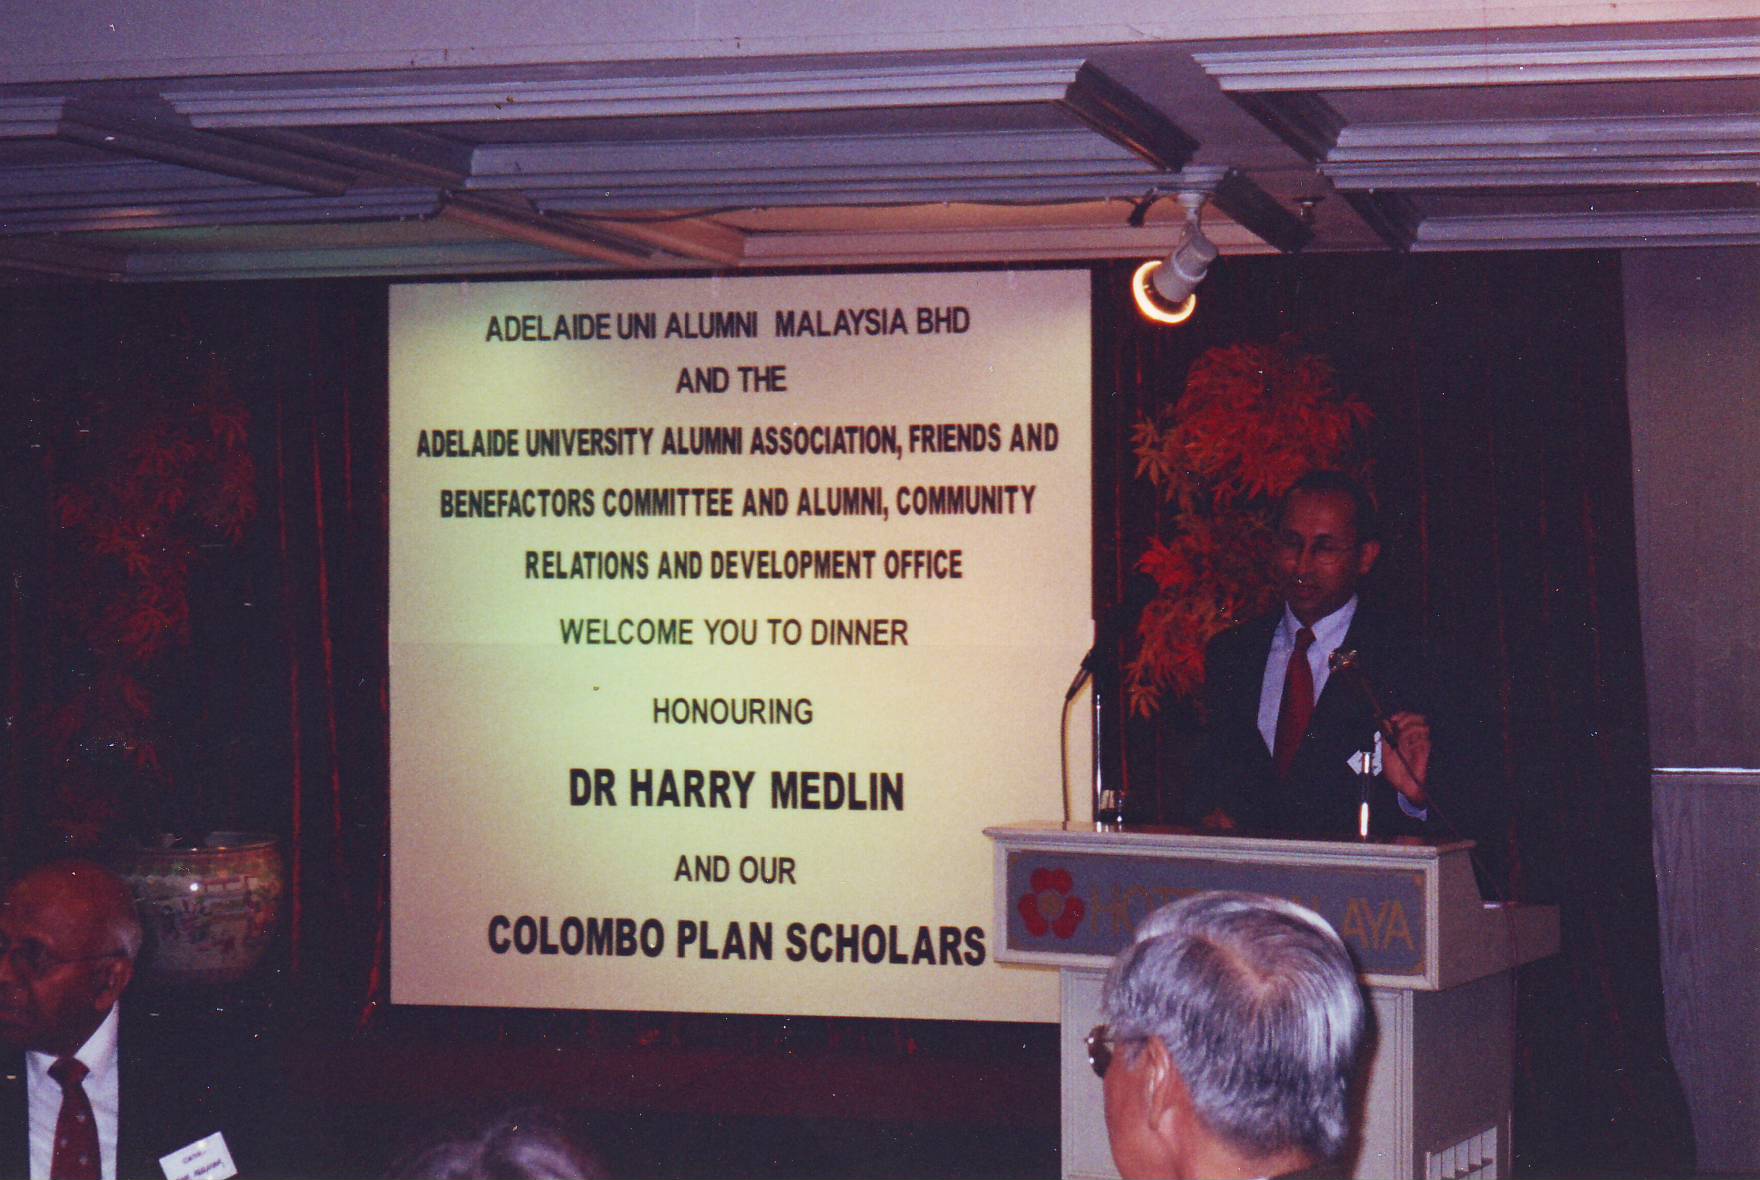 ADELAIDE UNI ALUMNI MALAYSIA BHD
AND THE
ADELAIDE UNIVERSITY ALUMNI ASSOCIATION, FRIENDS AND
BENEFACTORS COMMITTEE AND ALUMNI, COMMUNITY
RELATIONS AND DEVELOPMENT OFFICE
WELCOME YOU TO DINNER
HONOURING
DR HARRY MEDLIN
AND OUR
COLOMBO PLAN SCHOLARS